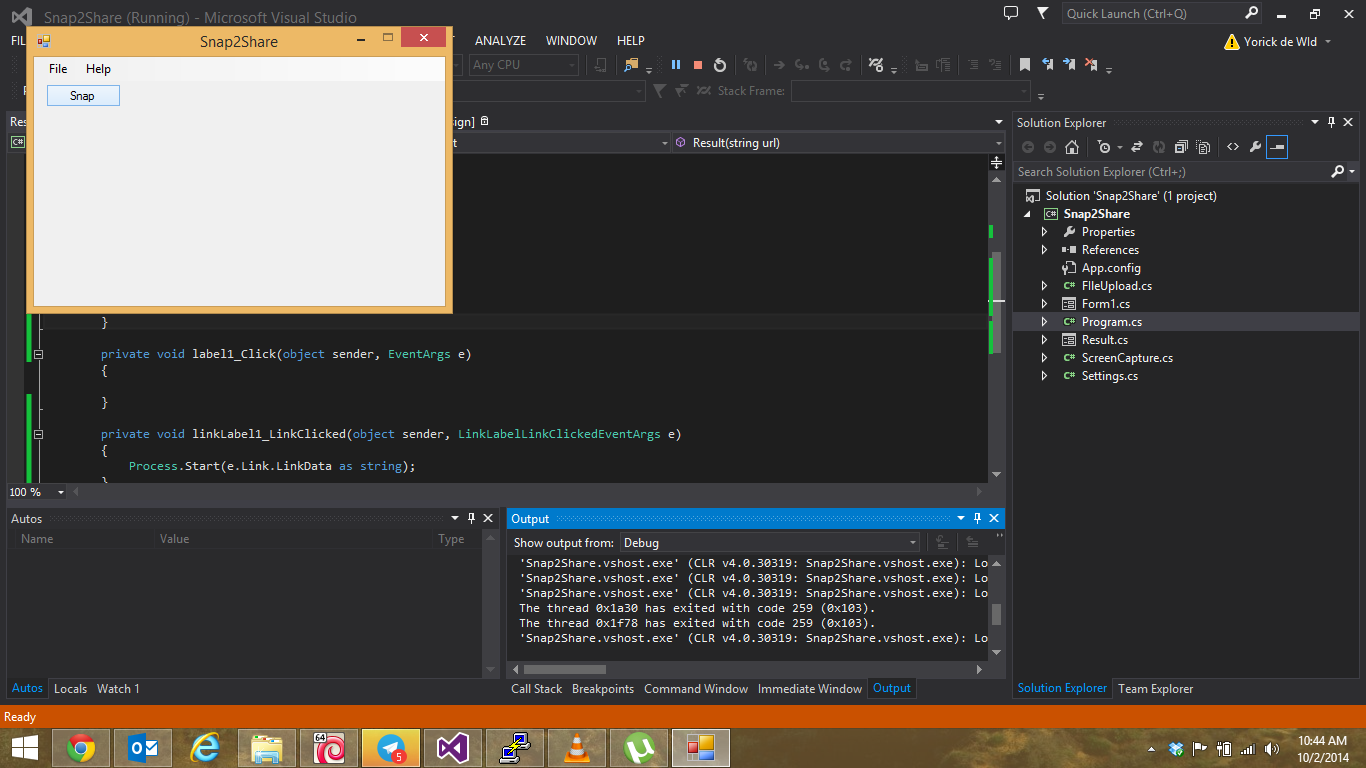 Snap2Share (Running) - Microsoft Visual Studio
Quick Launch (Ctrl+Q)
Snap2Share
ANALYZE WINDOW HELP
Yorick de Wld
File Help
Any CPU
Snap
Stack Frame:
sign]
Result(string url)
}
private void label1_Click(object sender, EventArgs e)
{
}
private void linkLabel1_LinkClicked(object sender, LinkLabelLinkClickedEventArgs e)
{
Process.Start(e.Link.LinkData as string);
}
100 %
Solution Explorer
Search Solution Explorer (Ctrl+;)
Solution 'Snap2Share' (1 project)
Snap2Share
Properties
References
App.config
FIleUpload.cs
Form1.cs
Program.cs
Result.cs
ScreenCapture.cs
Settings.cs
Autos
Name Value Type
Autos Locals Watch 1
Output
Show output from: Debug
'Snap2Share.vshost.exe' (CLR v4.0.30319: Snap2Share.vshost.exe): Lo
'Snap2Share.vshost.exe' (CLR v4.0.30319: Snap2Share.vshost.exe): Lo
'Snap2Share.vshost.exe' (CLR v4.0.30319: Snap2Share.vshost.exe): Lo
The thread 0x1a30 has exited with code 259 (0x103).
The thread 0x1f78 has exited with code 259 (0x103).
'Snap2Share.vshost.exe' (CLR v4.0.30319: Snap2Share.vshost.exe): Lo
Call Stack Breakpoints Command Window Immediate Window Output
Solution Explorer Team Explorer
Ready
64
5
10:44 AM
10/2/2014